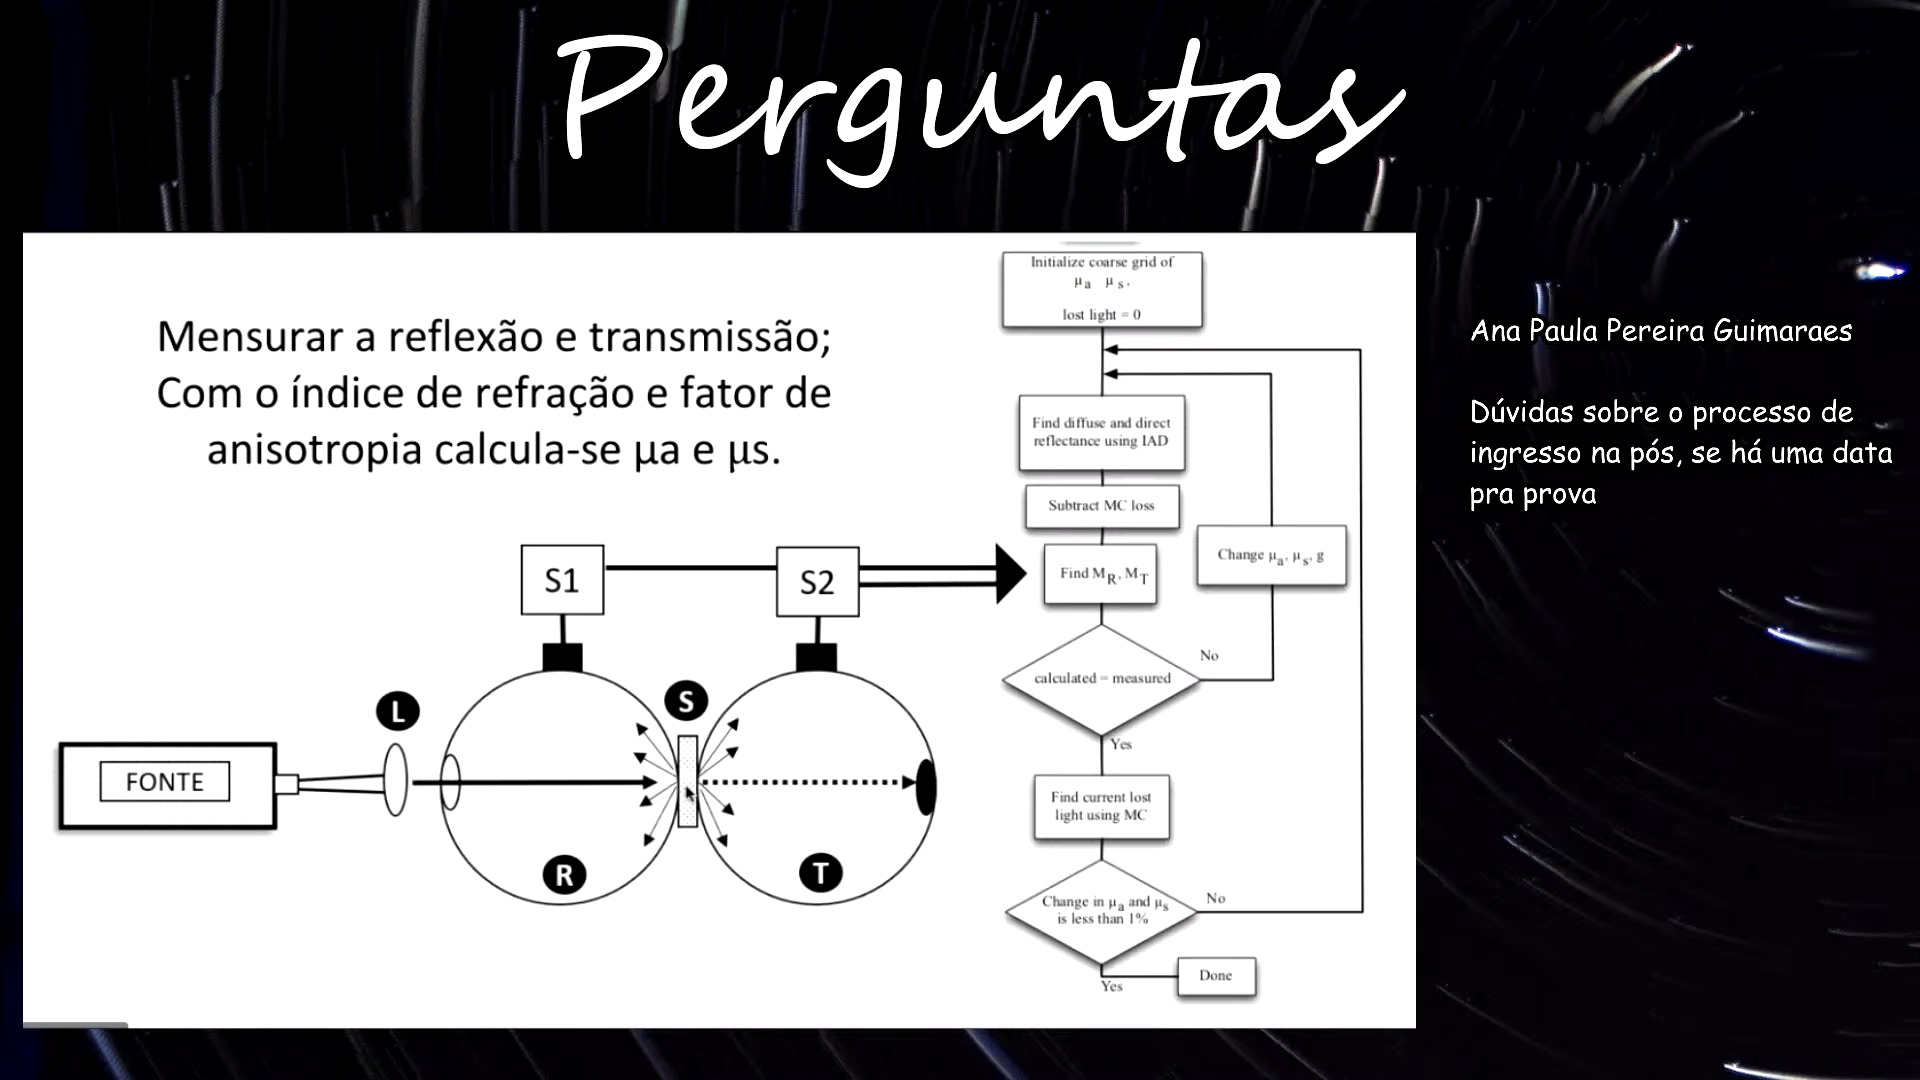 Perguntas
Mensurar a reflexão e transmissão;
Com o índice de refração e fator de
anisotropia calcula-se µa e µs.
S1
S2
L
S
FONTE
R
T
Initialize coarse grid of
µa µs.
lost light = 0
Find diffuse and direct
reflectance using IAD
Subtract MC loss
Find MR, MT
Change µa, µs, g
calculated = measured
No
Yes
Find current lost
light using MC
Change in µa and µs
is less than 1%
No
Yes
Done
Ana Paula Pereira Guimaraes
Dúvidas sobre o processo de
ingresso na pós, se há uma data
pra prova